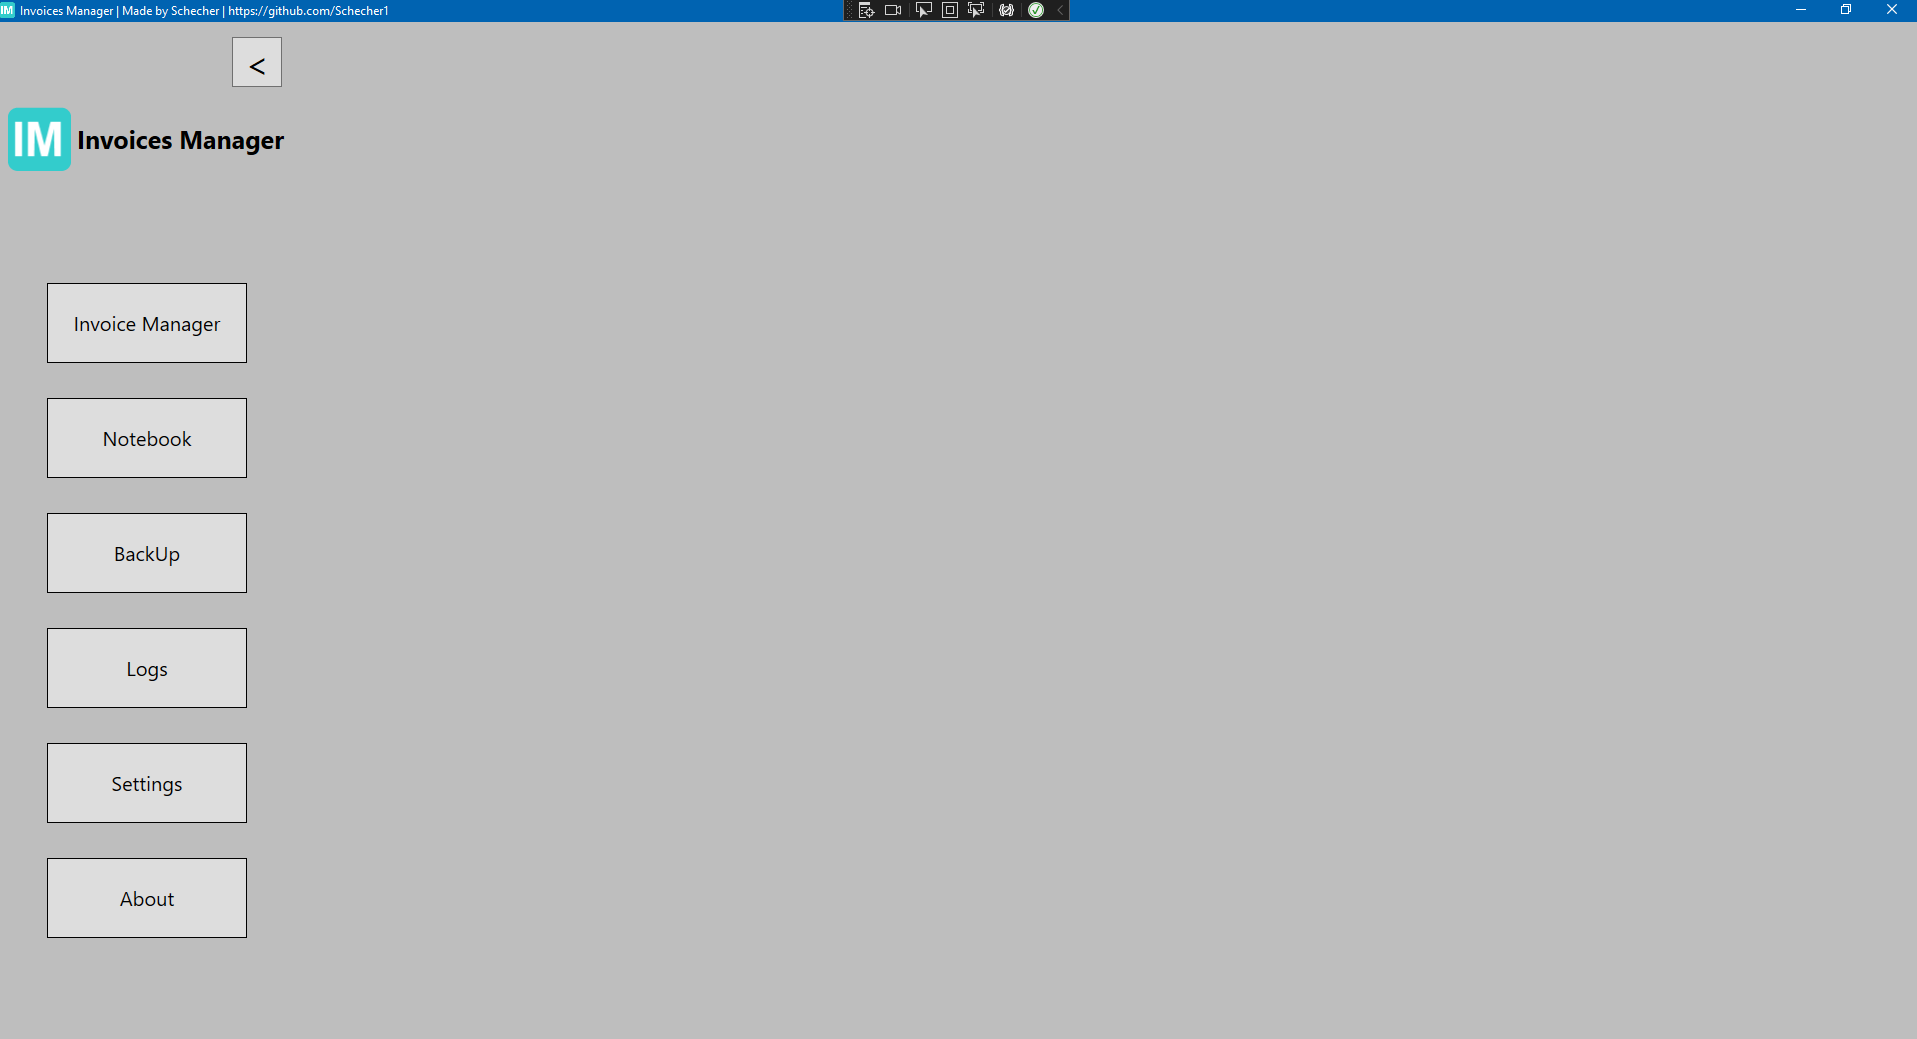 IM Invoices Manager | Made by Schecher | https://github.com/Schecher1
<
IM Invoices Manager
Invoice Manager
Notebook
BackUp
Logs
Settings
About